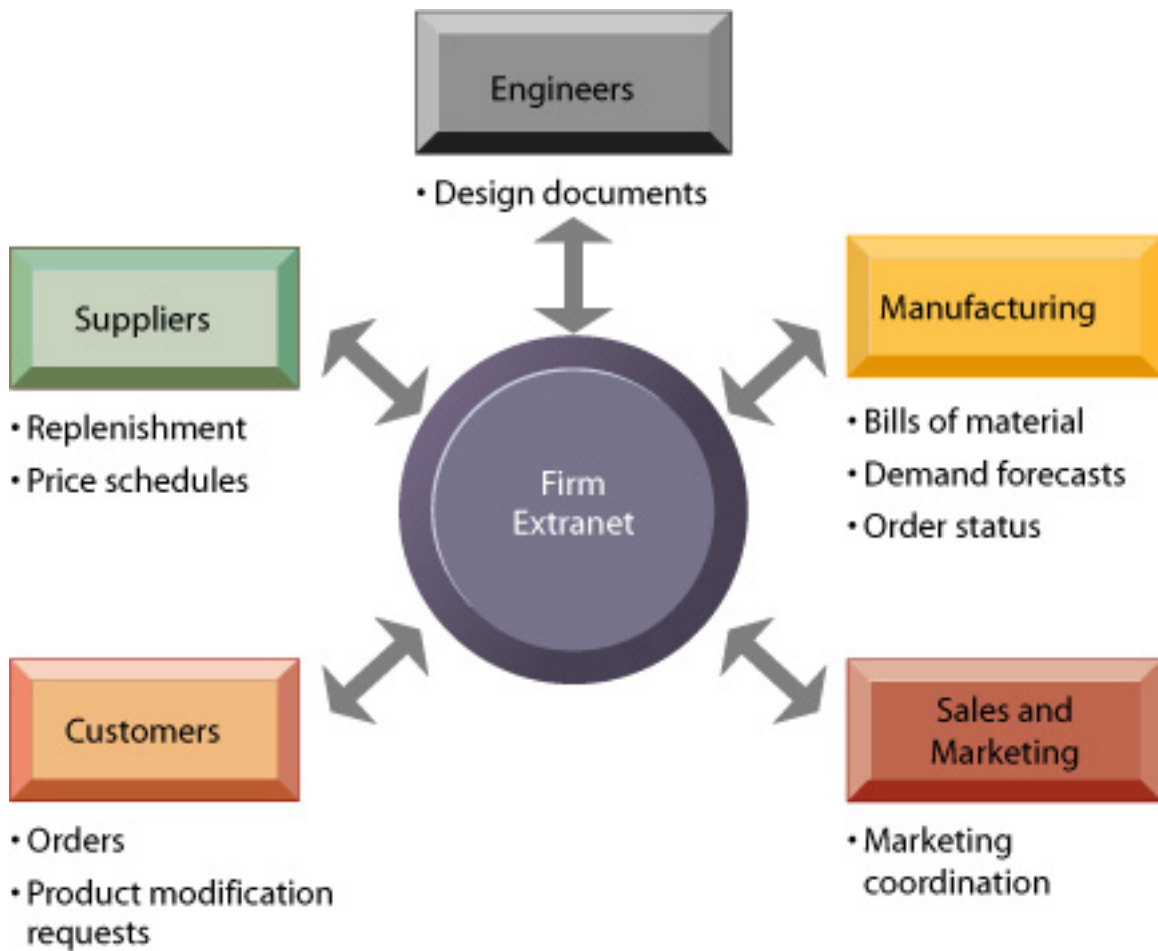 Engineers
• Design documents
Suppliers
• Replenishment
• Price schedules
Manufacturing
• Bills of material
• Demand forecasts
• Order status
Firm
Extranet
Customers
• Orders
• Product modification
requests
Sales and
Marketing
• Marketing
coordination